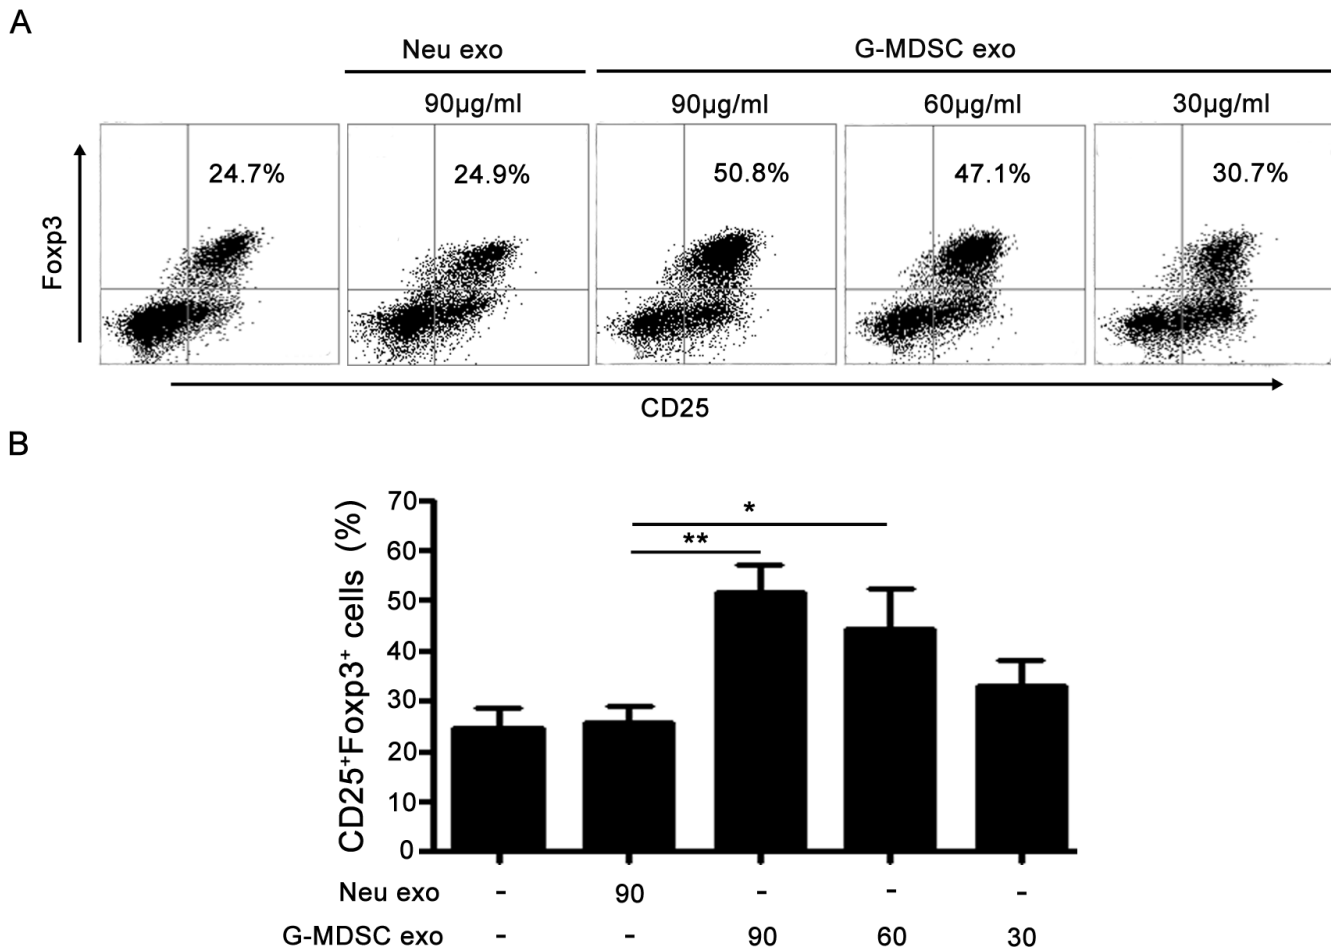 A
Neu exo G-MDSC exo
90µg/ml 90µg/ml 60µg/ml 30µg/ml
24.7% 24.9% 50.8% 47.1% 30.7%
Foxp3
CD25
B
CD25⁺Foxp3⁺ cells (%)
70
60
50
40
30
20
10
0
*
**
Neu exo - 90 - - -
G-MDSC exo - - 90 60 30